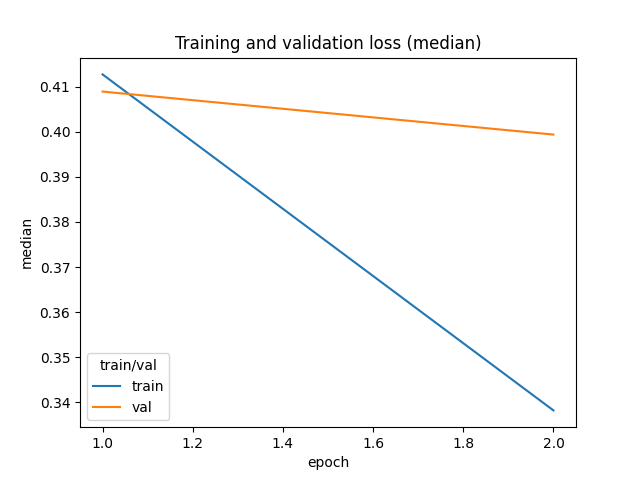 Training and validation loss (median)
0.41
0.40
0.39
0.38
0.37
0.36
0.35
0.34
median
train/val
train
val
1.0 1.2 1.4 1.6 1.8 2.0
epoch